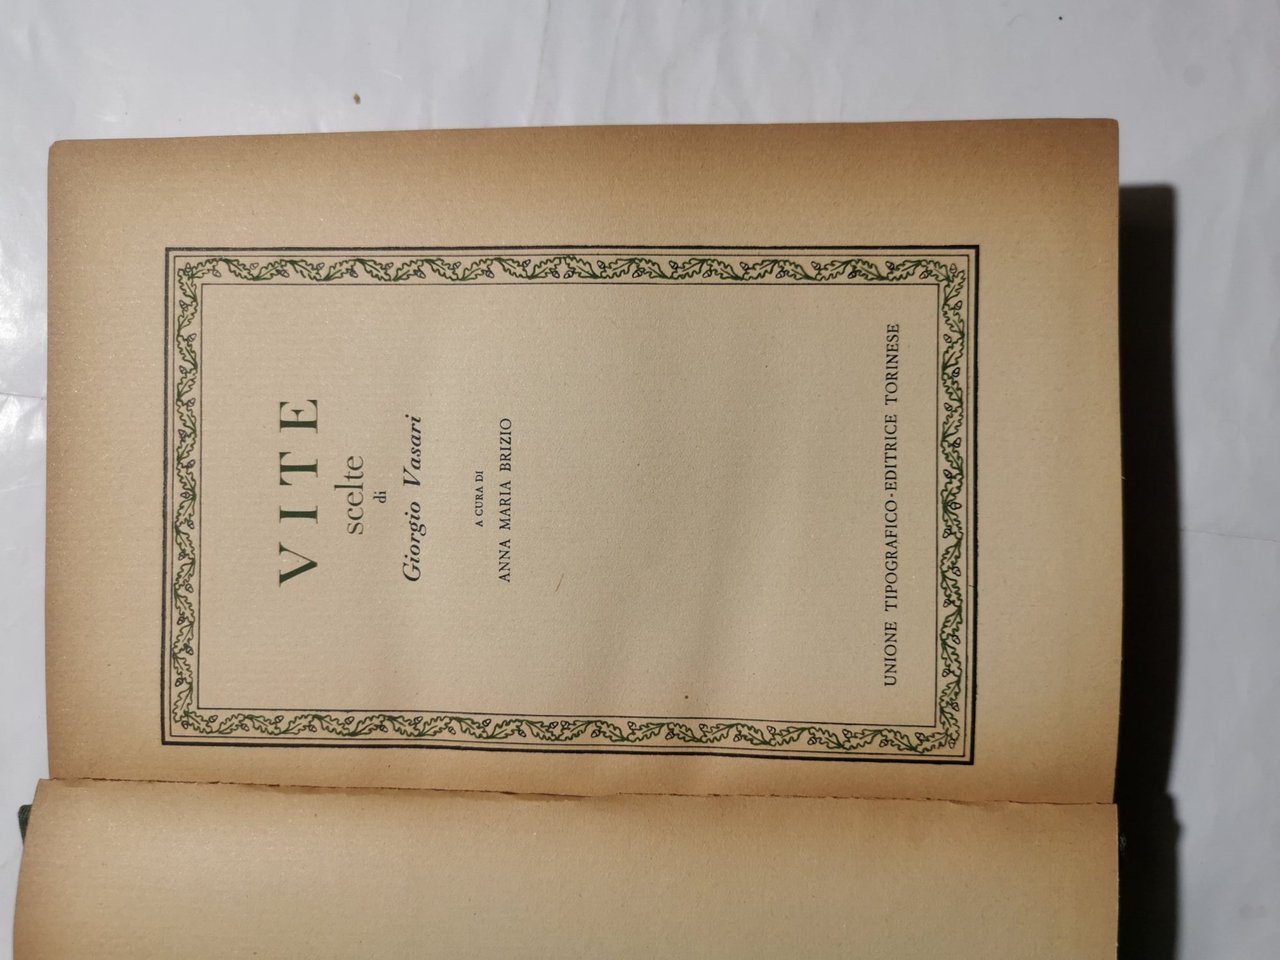 VITE
scelte
di
Giorgio Vasari
A CURA DI
ANNA MARIA BRIZIO
UNIONE TIPOGRAFICO-EDITRICE TORINESE